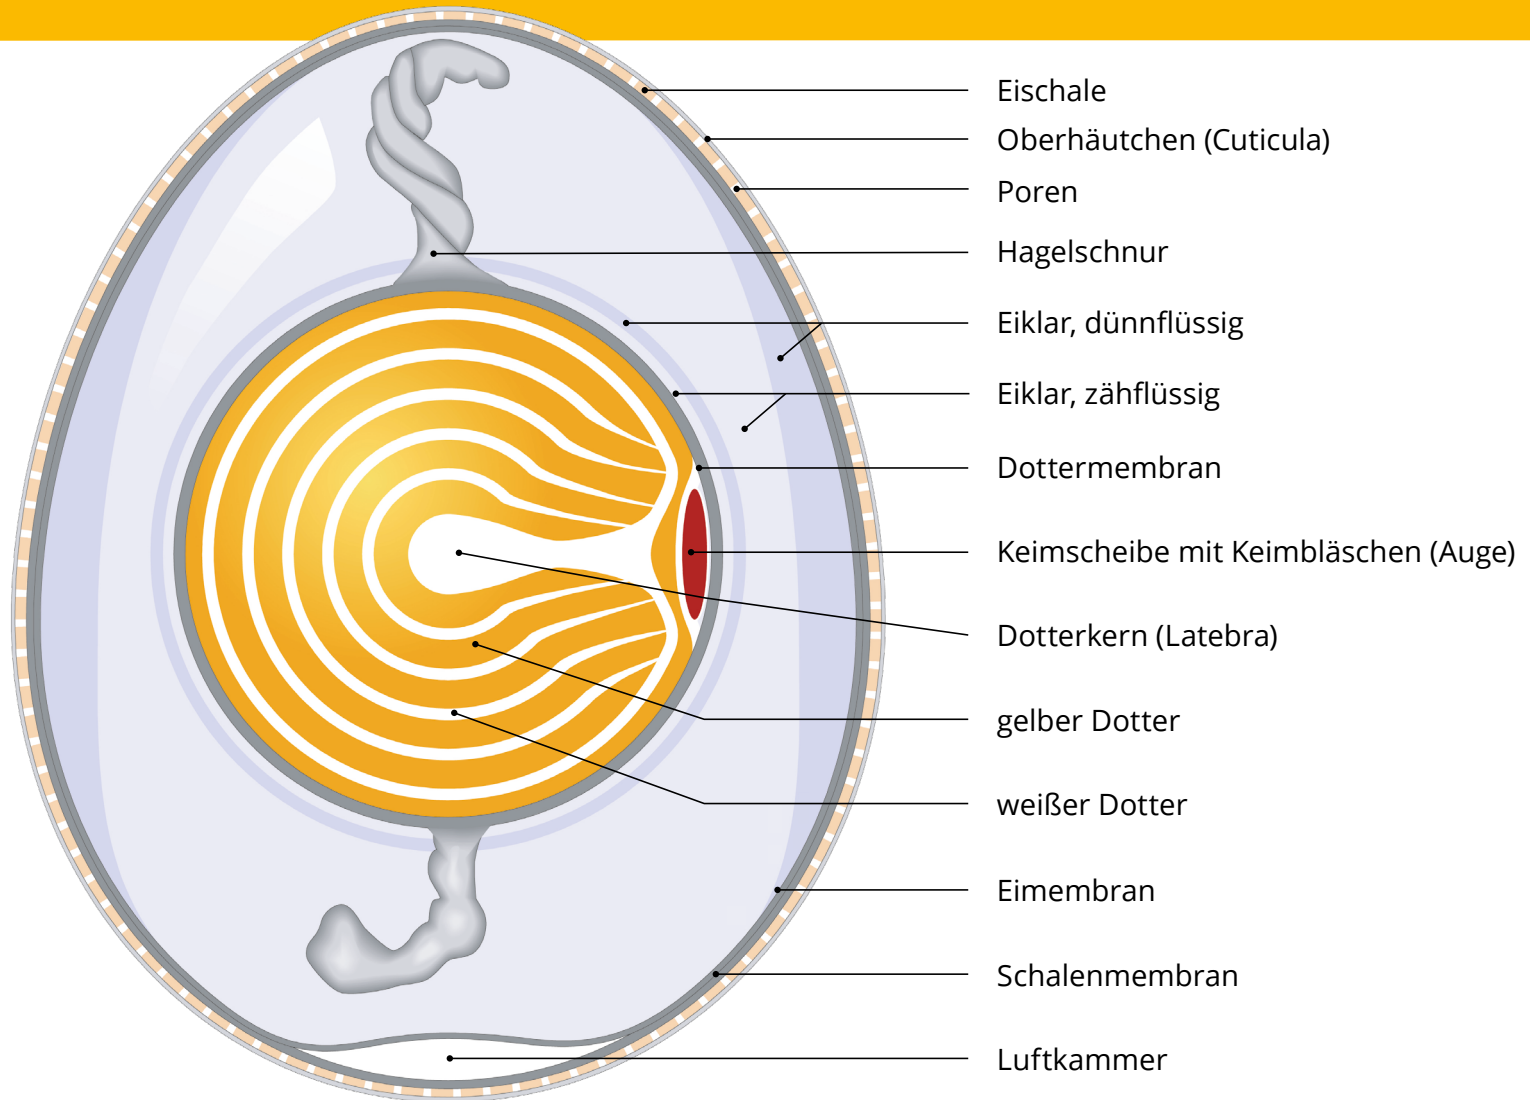 Eischale
Oberhäutchen (Cuticula)
Poren
Hagelschnur
Eiklar, dünnflüssig
Eiklar, zähflüssig
Dottermembran
Keimscheibe mit Keimbläschen (Auge)
Dotterkern (Latebra)
gelber Dotter
weißer Dotter
Eimembran
Schalenmembran
Luftkammer